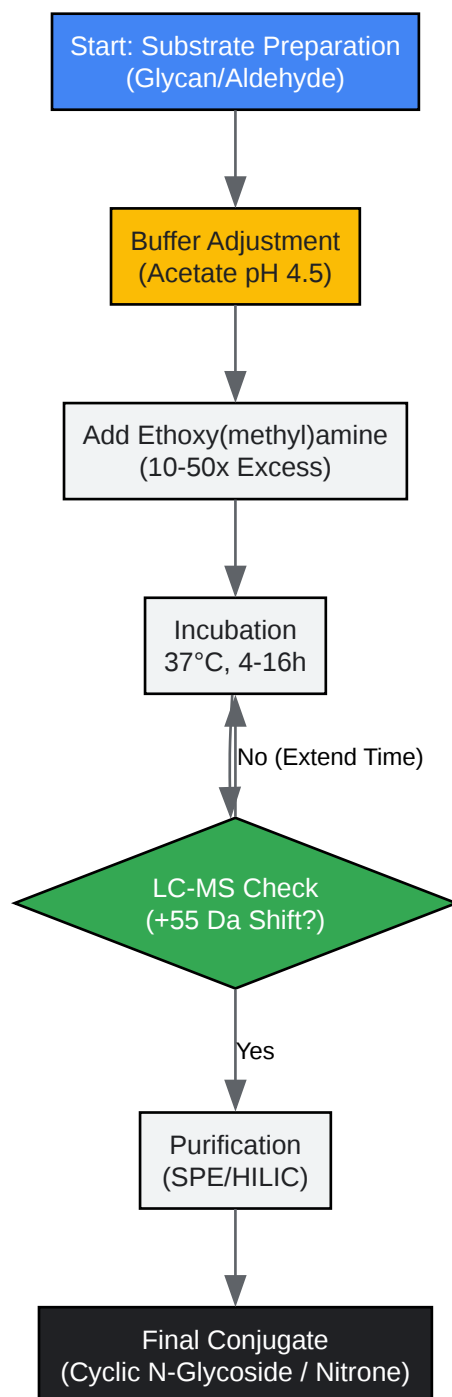 Start: Substrate Preparation
(Glycan/Aldehyde)
Buffer Adjustment
(Acetate pH 4.5)
Add Ethoxy(methyl)amine
(10-50x Excess)
Incubation
37°C, 4-16h
No (Extend Time)
LC-MS Check
(+55 Da Shift?)
Yes
Purification
(SPE/HILIC)
Final Conjugate
(Cyclic N-Glycoside / Nitrone)